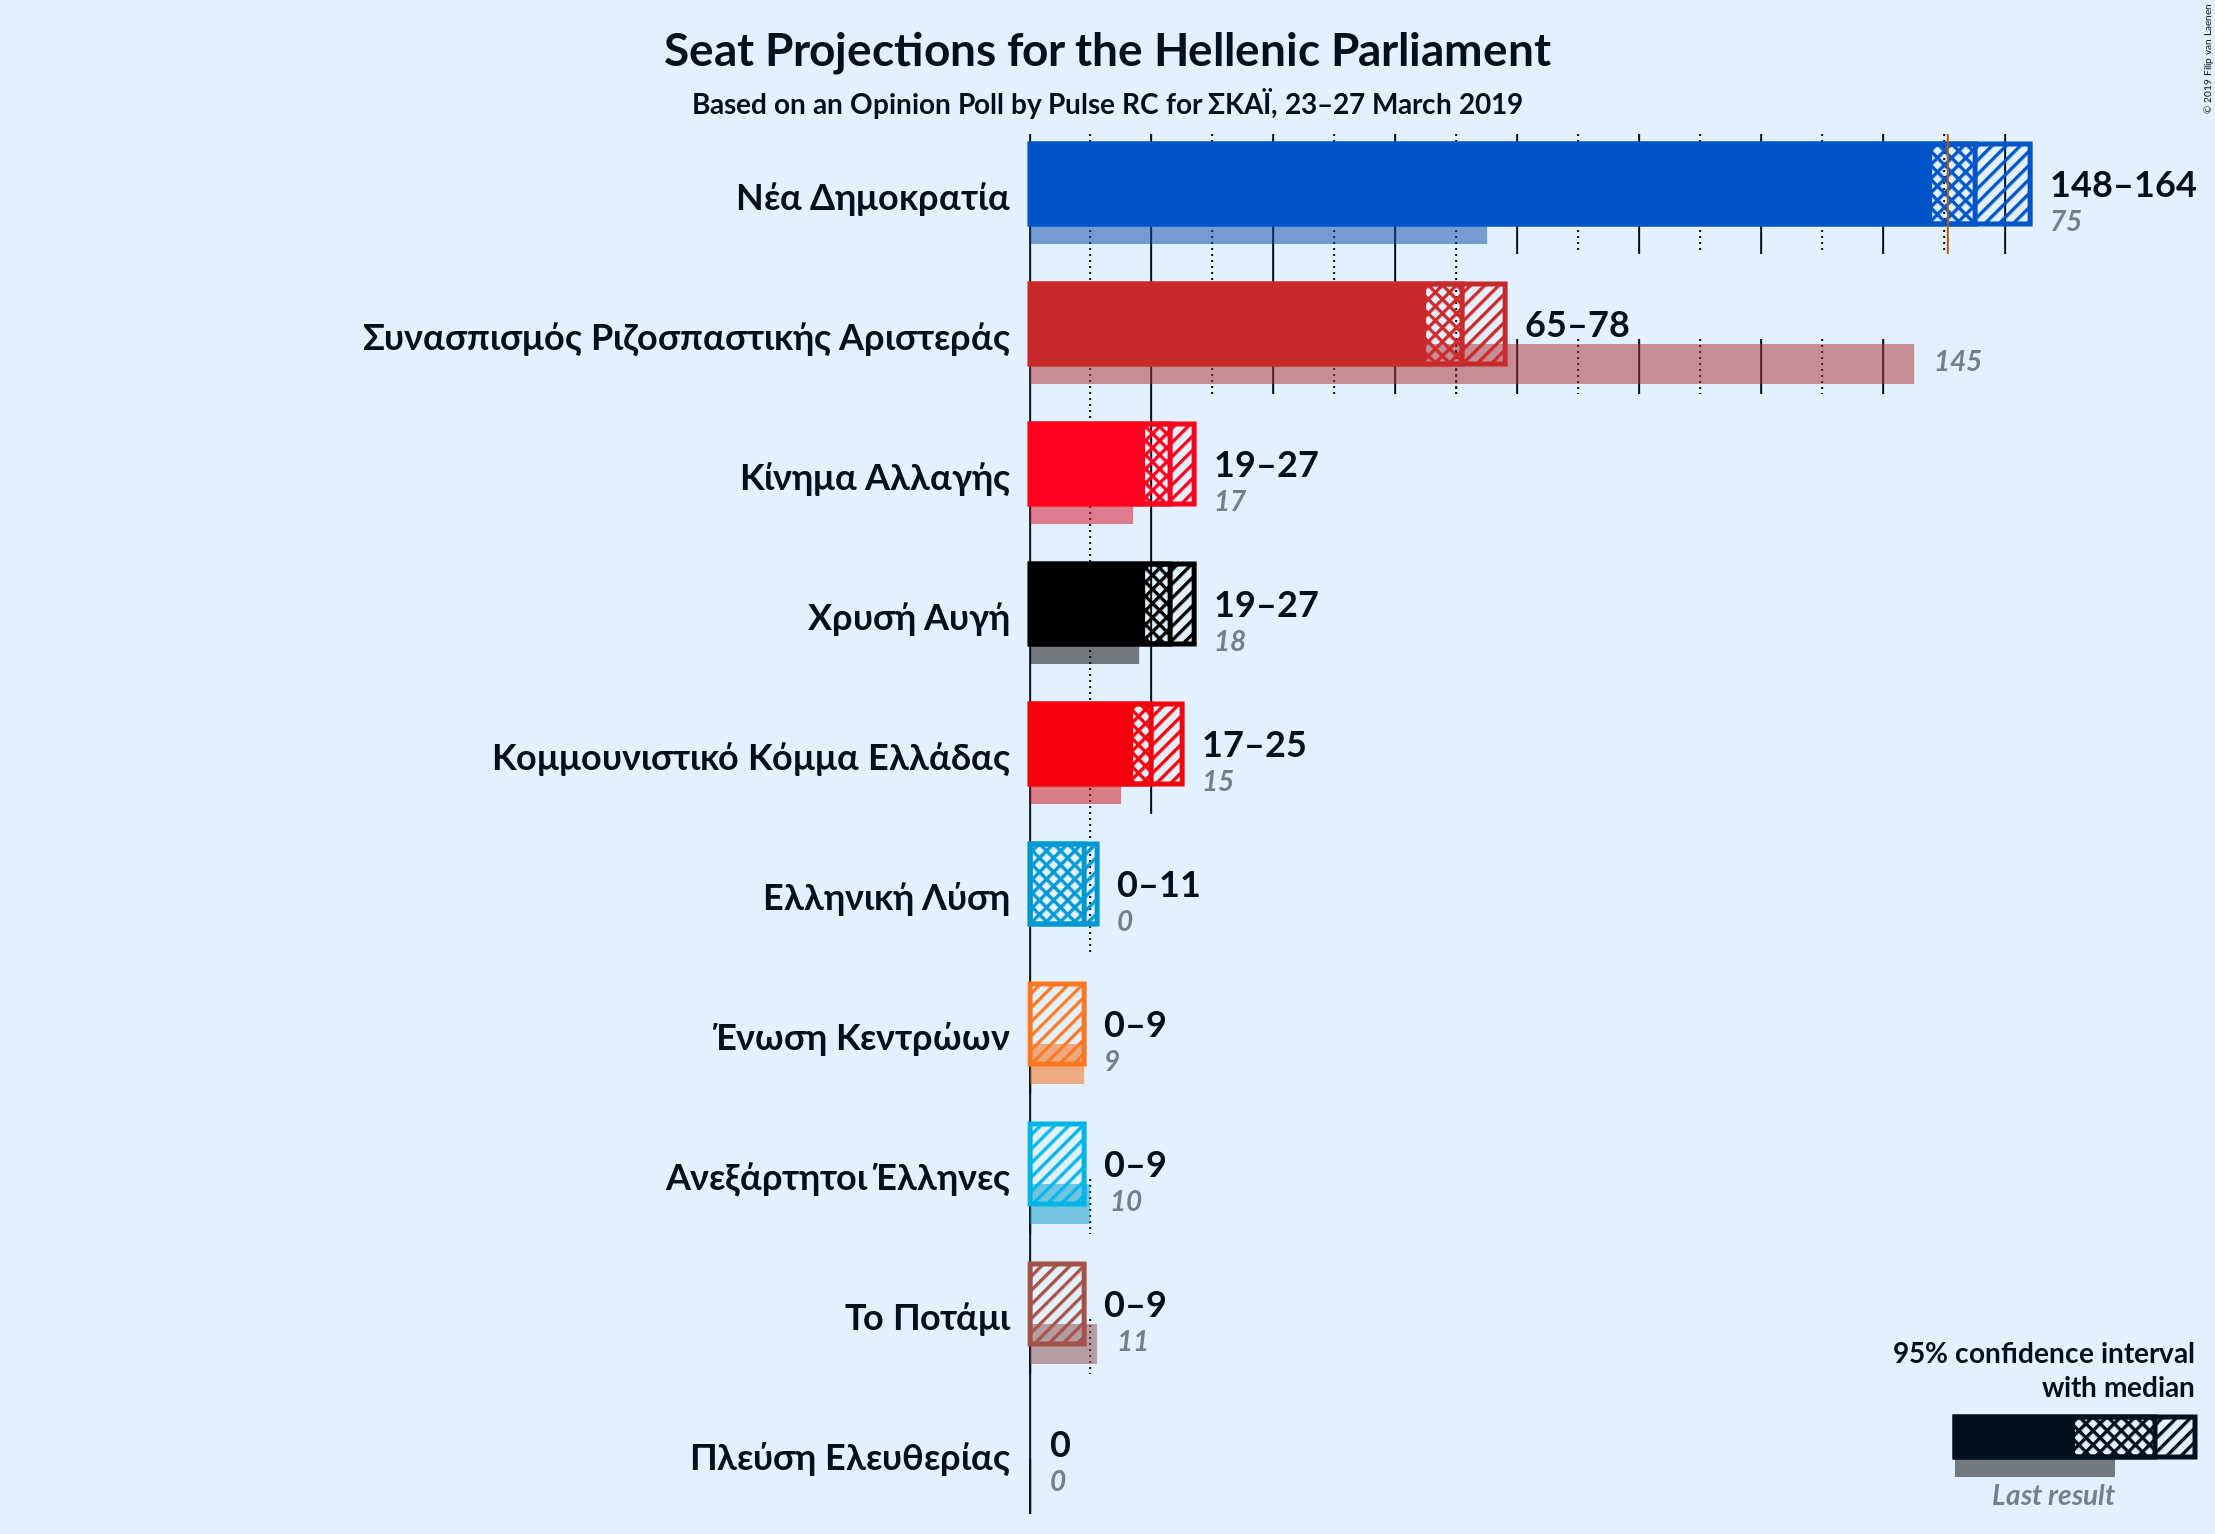 Seat Projections for the Hellenic Parliament
Based on an Opinion Poll by Pulse RC for ΣΚΑΪ, 23–27 March 2019
© 2019 Filip van Laenen
Νέα Δημοκρατία
148–164
75
Συνασπισμός Ριζοσπαστικής Αριστεράς
65–78
145
Κίνημα Αλλαγής
19–27
17
Χρυσή Αυγή
19–27
18
Κομμουνιστικό Κόμμα Ελλάδας
17–25
15
Ελληνική Λύση
0–11
0
Ένωση Κεντρώων
0–9
9
Ανεξάρτητοι Έλληνες
0–9
10
Το Ποτάμι
0–9
11
Πλεύση Ελευθερίας
0
0
95% confidence interval
with median
Last result